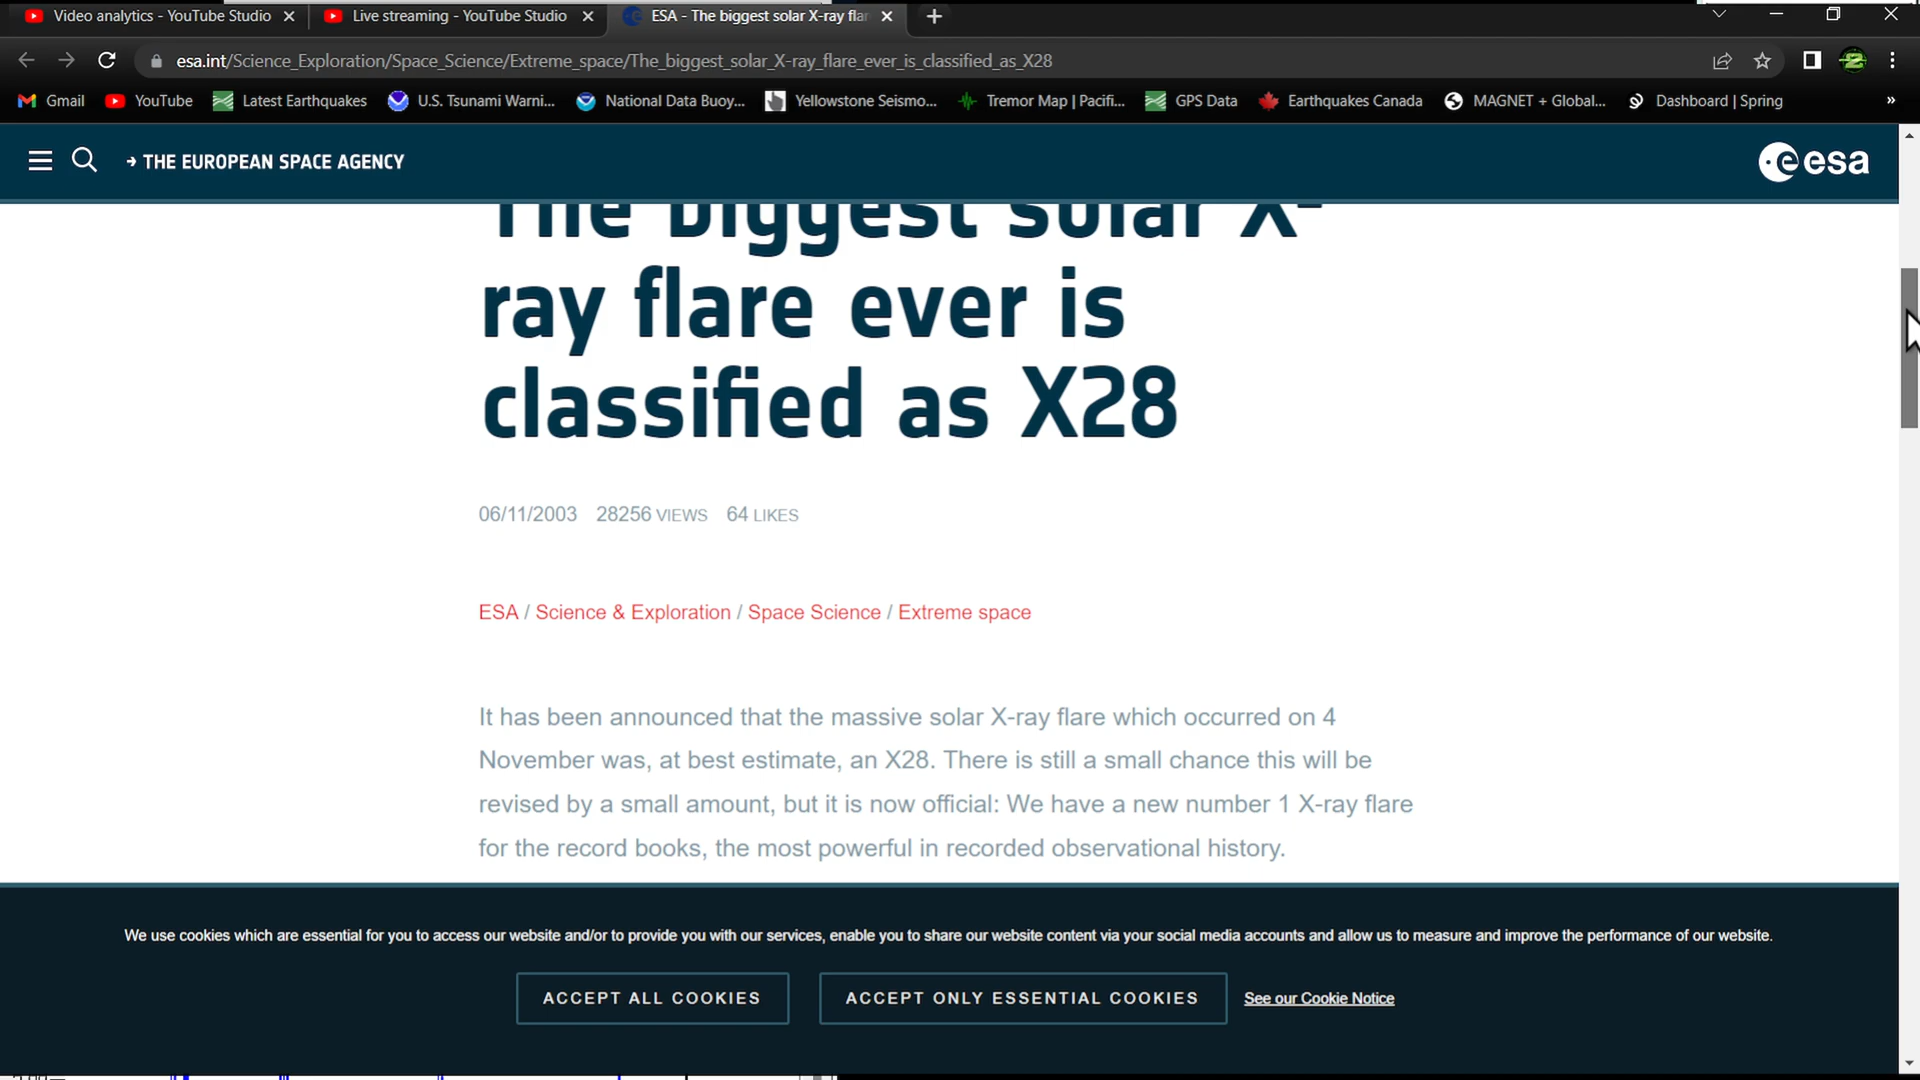 Video analytics - YouTube Studio
Live streaming - YouTube Studio
ESA - The biggest solar X-ray flar
esa.int/Science_Exploration/Space_Science/Extreme_space/The_biggest_solar_X-ray_flare_ever_is_classified_as_X28
Gmail
YouTube
Latest Earthquakes
U.S. Tsunami Warni...
National Data Buoy...
Yellowstone Seismo...
Tremor Map | Pacifi...
GPS Data
Earthquakes Canada
MAGNET + Global...
Dashboard | Spring
»
→ THE EUROPEAN SPACE AGENCY
esa
The biggest solar X-
ray flare ever is
classified as X28
06/11/2003 28256 VIEWS 64 LIKES
ESA / Science & Exploration / Space Science / Extreme space
It has been announced that the massive solar X-ray flare which occurred on 4
November was, at best estimate, an X28. There is still a small chance this will be
revised by a small amount, but it is now official: We have a new number 1 X-ray flare
for the record books, the most powerful in recorded observational history.
We use cookies which are essential for you to access our website and/or to provide you with our services, enable you to share our website content via your social media accounts and allow us to measure and improve the performance of our website.
ACCEPT ALL COOKIES
ACCEPT ONLY ESSENTIAL COOKIES
See our Cookie Notice